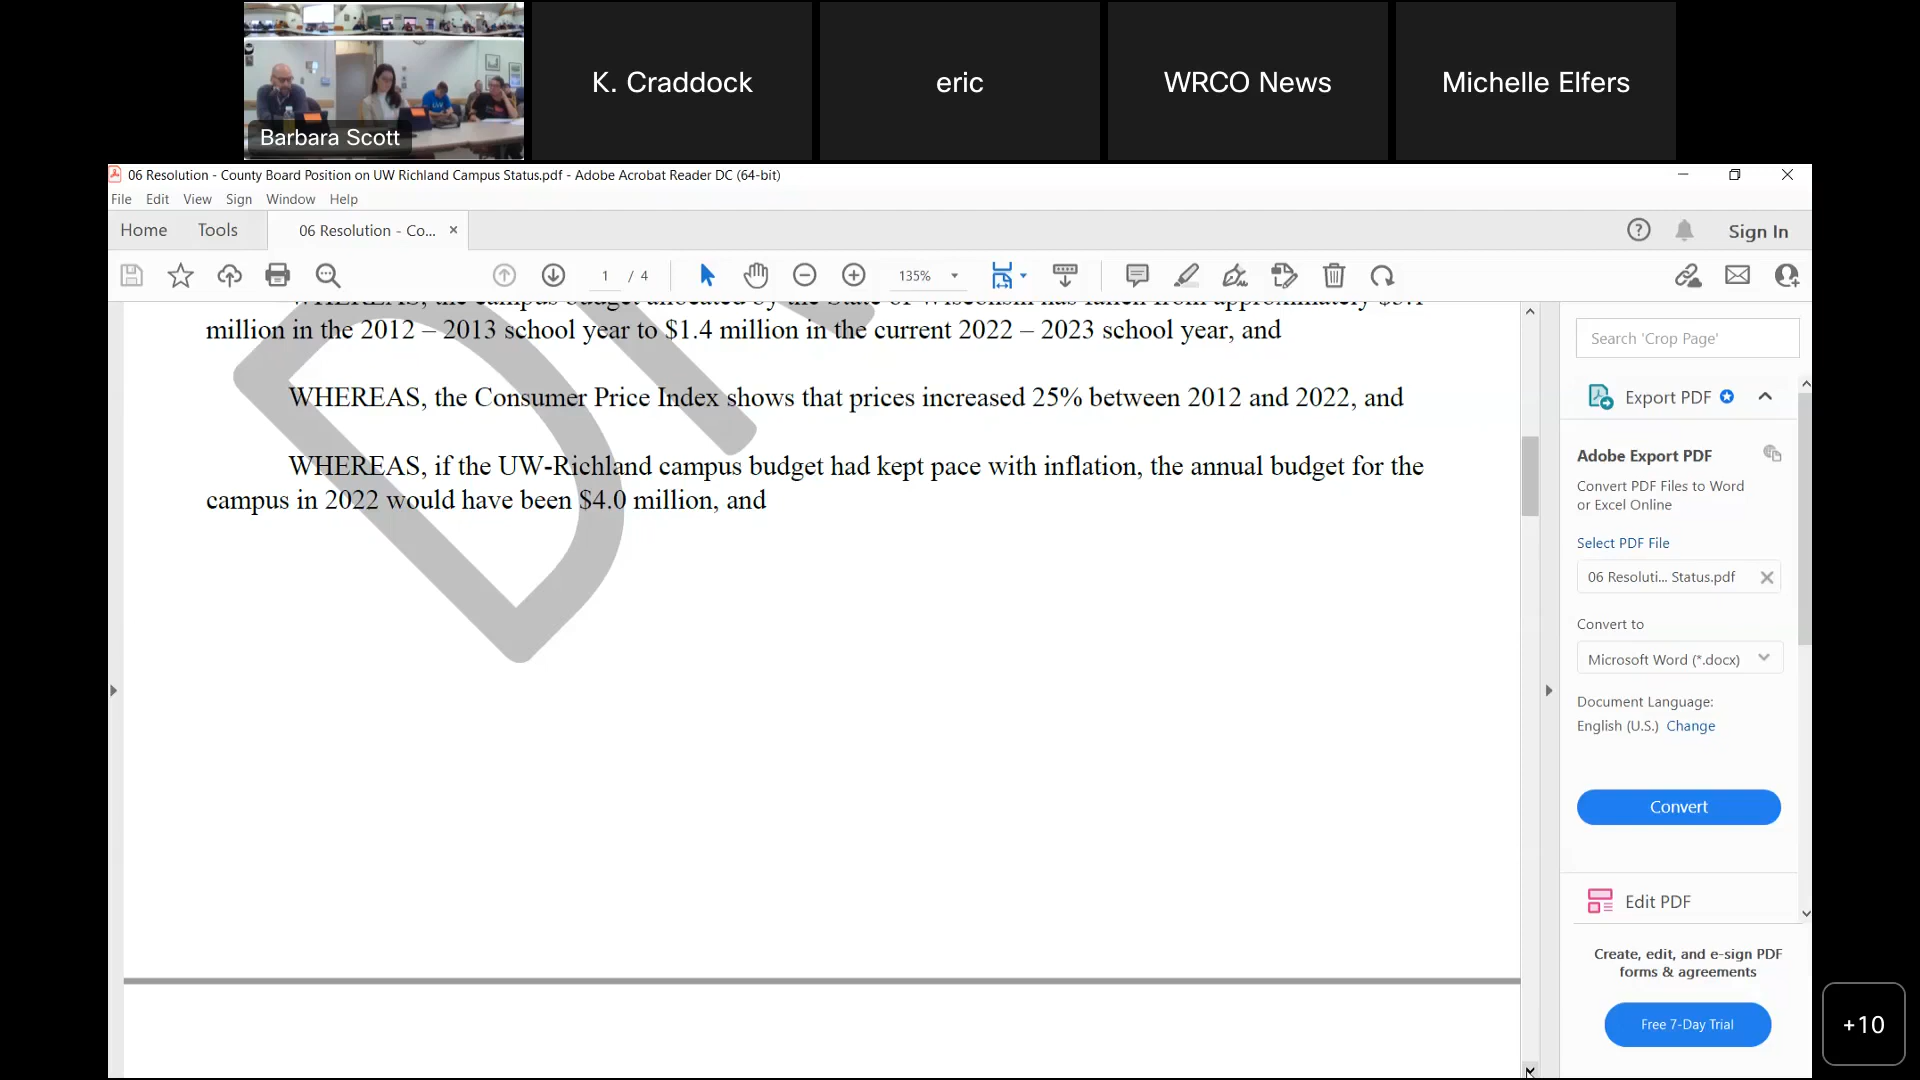 K. Craddock
eric
WRCO News
Michelle Elfers
Barbara Scott
06 Resolution - County Board Position on UW Richland Campus Status.pdf - Adobe Acrobat Reader DC (64-bit)
File Edit View Sign Window Help
Home Tools 06 Resolution - Co... × Sign In
1 / 4 135%
WHEREAS, the campus budget allocated by the State of Wisconsin has fallen from approximately
million in the 2012 – 2013 school year to $1.4 million in the current 2022 – 2023 school year, and
WHEREAS, the Consumer Price Index shows that prices increased 25% between 2012 and 2022, and
WHEREAS, if the UW-Richland campus budget had kept pace with inflation, the annual budget for the
campus in 2022 would have been $4.0 million, and
Search 'Crop Page'
Export PDF
Adobe Export PDF
Convert PDF Files to Word
or Excel Online
Select PDF File
06 Resoluti... Status.pdf
Convert to
Microsoft Word (*.docx)
Document Language:
English (U.S.) Change
Convert
Edit PDF
Create, edit, and e-sign PDF
forms & agreements
Free 7-Day Trial
+10